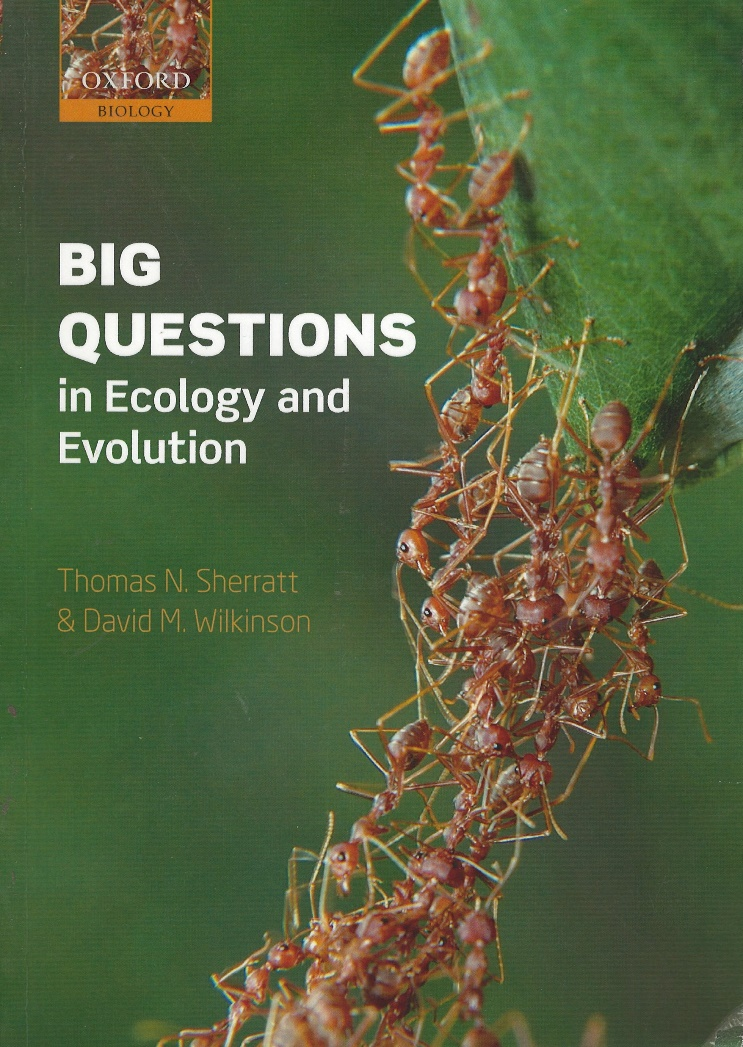 OXFORD
BIOLOGY
BIG
QUESTIONS
in Ecology and
Evolution
Thomas N. Sherratt
& David M. Wilkinson